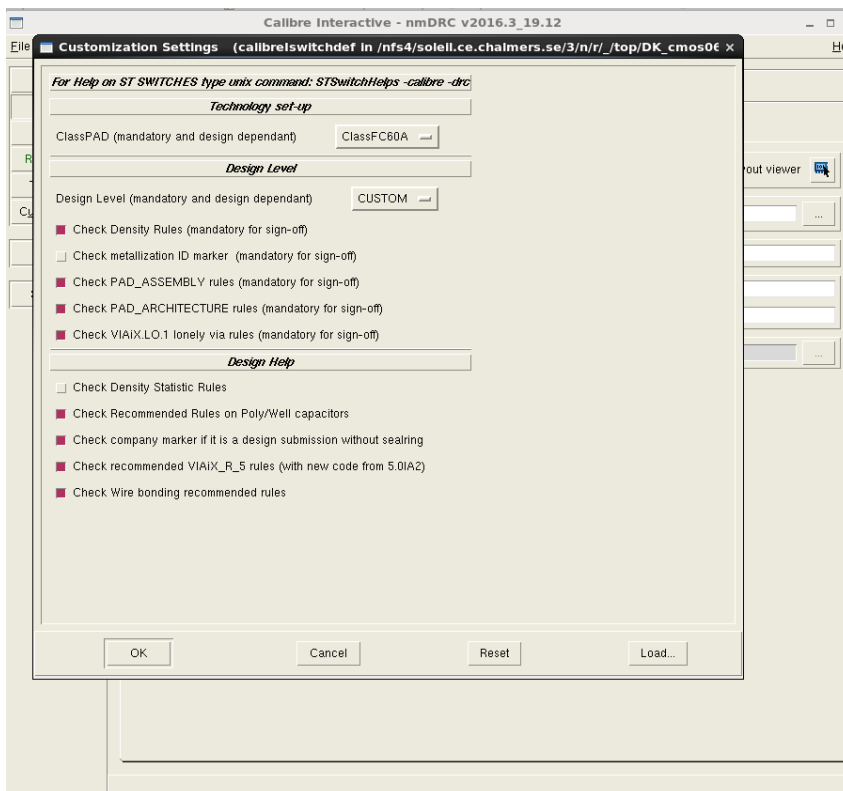 Calibre Interactive - nmDRC v2016.3_19.12
File
Customization Settings (calibreIswitchdef in /nfs4/soleil.ce.chalmers.se/3/n/r/_/top/DK_cmos06
For Help on ST SWITCHES type unix command: STSwitchHelps -calibre -drc
Technology set-up
ClassPAD (mandatory and design dependant) ClassFC60A
Design Level
out viewer
Design Level (mandatory and design dependant) CUSTOM
Check Density Rules (mandatory for sign-off)
...
Check metallization ID marker (mandatory for sign-off)
Check PAD_ASSEMBLY rules (mandatory for sign-off)
Check PAD_ARCHITECTURE rules (mandatory for sign-off)
Check VIAiX.LO.1 lonely via rules (mandatory for sign-off)
Design Help
...
Check Density Statistic Rules
Check Recommended Rules on Poly/Well capacitors
Check company marker if it is a design submission without sealring
Check recommended VIAiX_R_5 rules (with new code from 5.0IA2)
Check Wire bonding recommended rules
OK Cancel Reset Load...